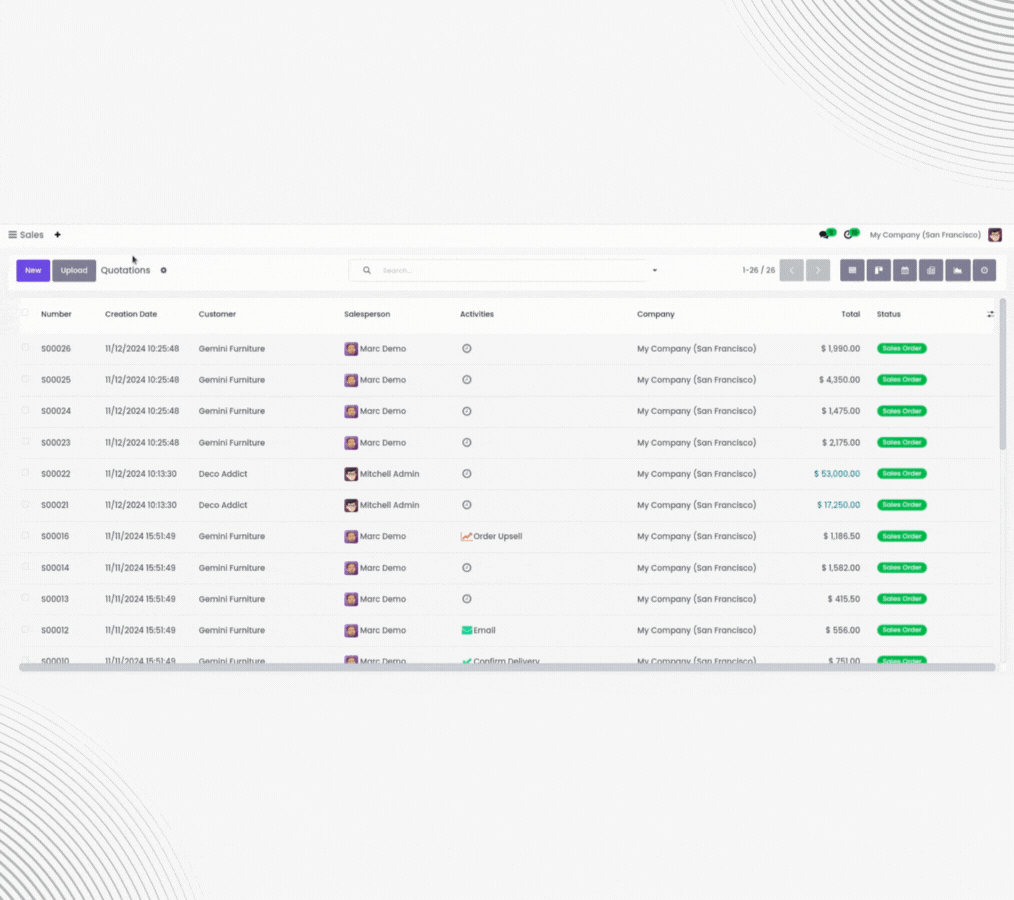 Sales +
My Company (San Francisco)
New Upload Quotations
Search...
1-26 / 26
Number Creation Date Customer Salesperson Activities Company Total Status
S00026 11/12/2024 10:25:48 Gemini Furniture Marc Demo My Company (San Francisco) $ 1,990.00 Sales Order
S00025 11/12/2024 10:25:48 Gemini Furniture Marc Demo My Company (San Francisco) $ 4,350.00 Sales Order
S00024 11/12/2024 10:25:48 Gemini Furniture Marc Demo My Company (San Francisco) $ 1,475.00 Sales Order
S00023 11/12/2024 10:25:48 Gemini Furniture Marc Demo My Company (San Francisco) $ 2,175.00 Sales Order
S00022 11/12/2024 10:13:30 Deco Addict Mitchell Admin My Company (San Francisco) $ 53,000.00 Sales Order
S00021 11/12/2024 10:13:30 Deco Addict Mitchell Admin My Company (San Francisco) $ 17,250.00 Sales Order
S00016 11/11/2024 15:51:49 Gemini Furniture Marc Demo Order Upsell My Company (San Francisco) $ 1,186.50 Sales Order
S00014 11/11/2024 15:51:49 Gemini Furniture Marc Demo My Company (San Francisco) $ 1,582.00 Sales Order
S00013 11/11/2024 15:51:49 Gemini Furniture Marc Demo My Company (San Francisco) $ 415.50 Sales Order
S00012 11/11/2024 15:51:49 Gemini Furniture Marc Demo Email My Company (San Francisco) $ 556.00 Sales Order
S00010 11/11/2024 15:51:49 Gemini Furniture Marc Demo Confirm Delivery My Company (San Francisco) $ 751.00 Sales Order